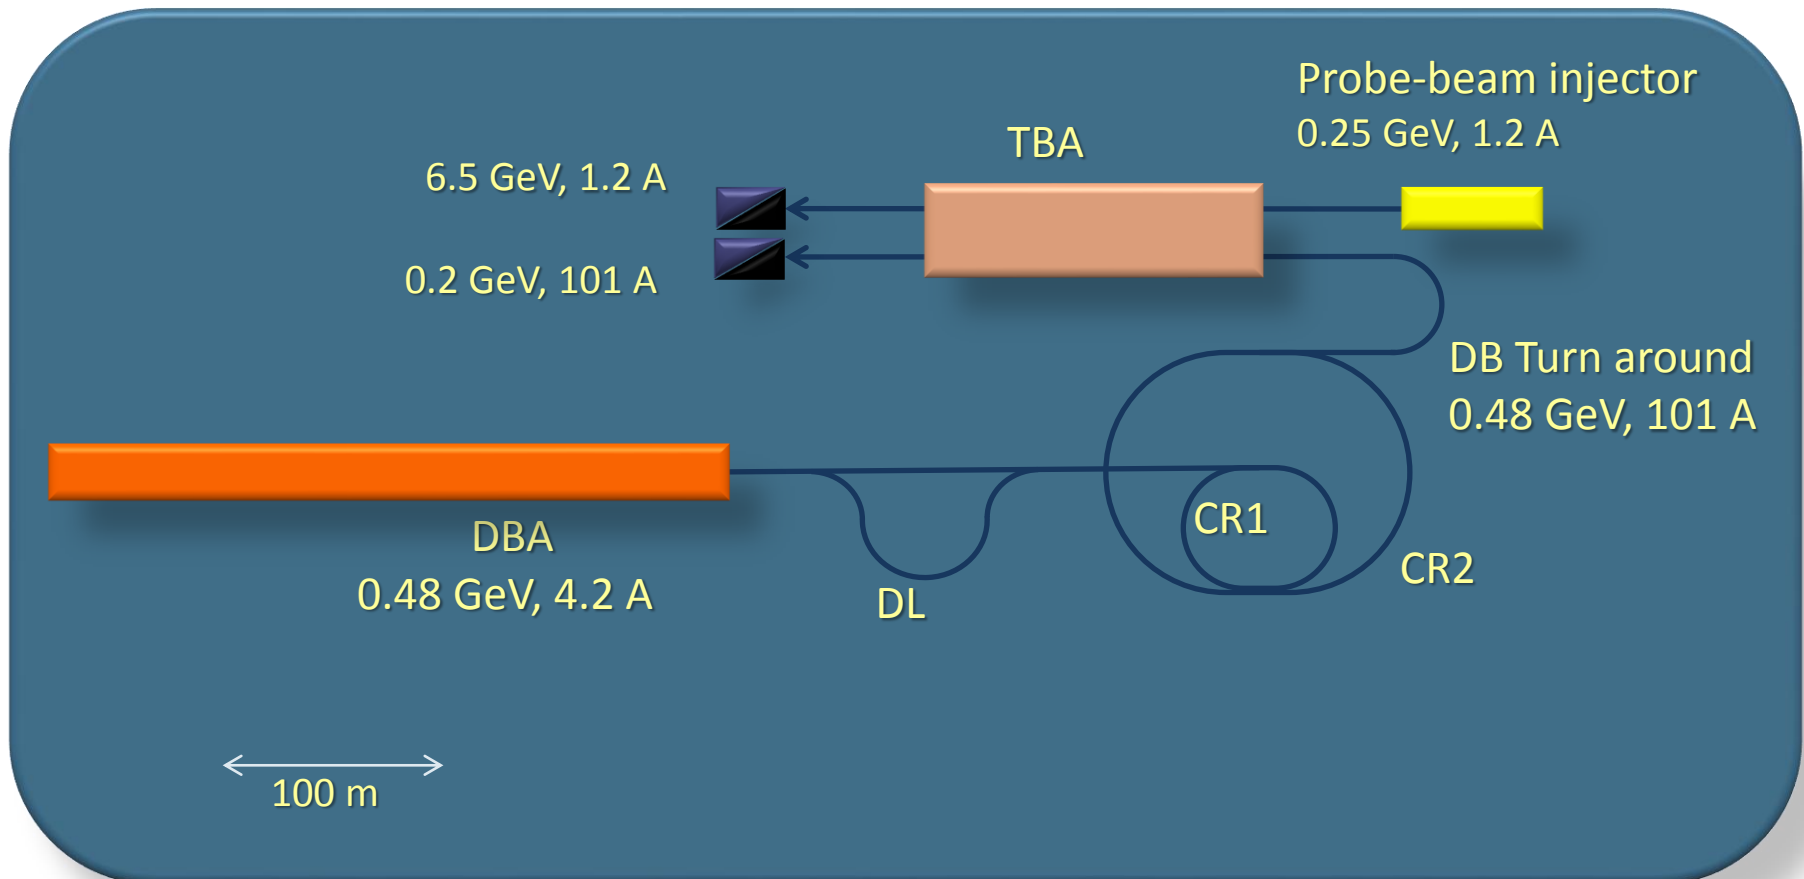 Probe-beam injector
0.25 GeV, 1.2 A
TBA
6.5 GeV, 1.2 A
0.2 GeV, 101 A
DB Turn around
0.48 GeV, 101 A
CR1
CR2
DBA
0.48 GeV, 4.2 A
DL
100 m